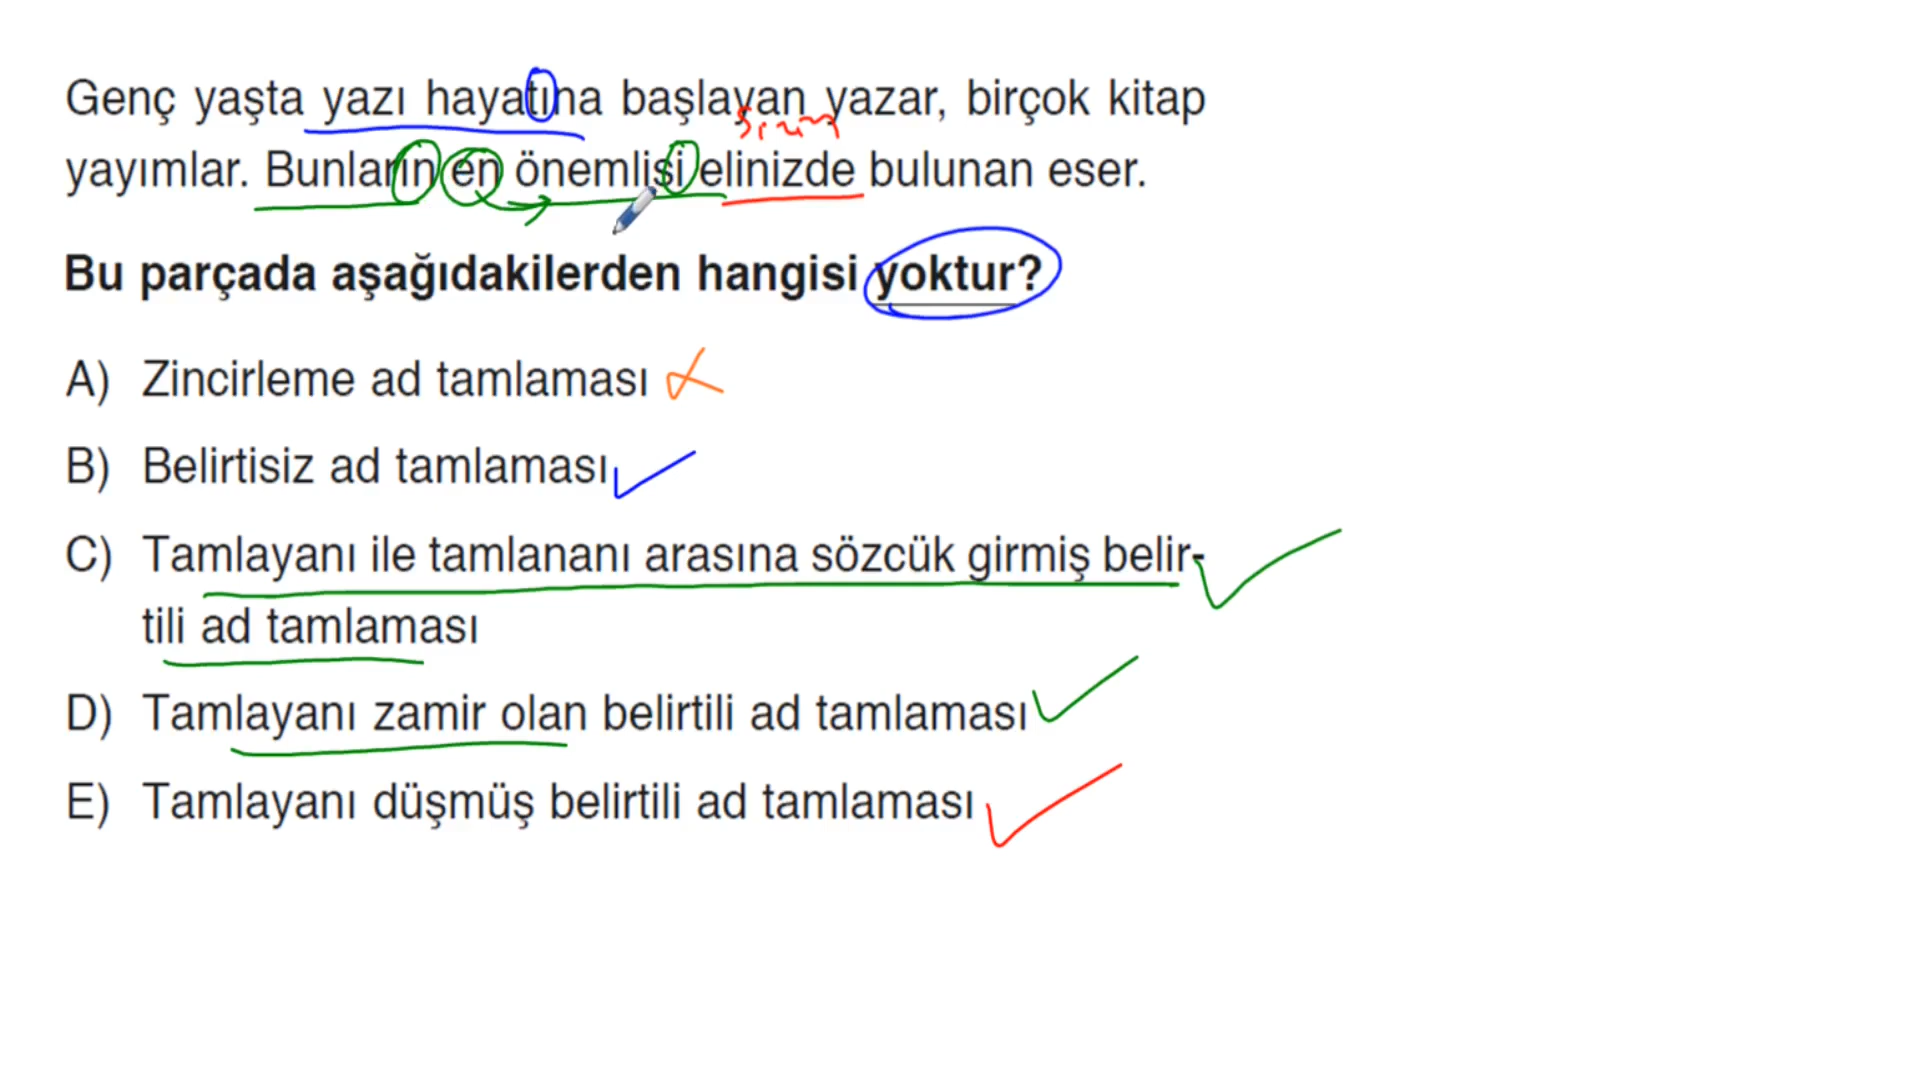 Genç yaşta yazı hayatına başlayan yazar, birçok kitap
sizin
yayımlar. Bunların en önemlisi elinizde bulunan eser.
Bu parçada aşağıdakilerden hangisi yoktur?
A) Zincirleme ad tamlaması
B) Belirtisiz ad tamlaması
C) Tamlayanı ile tamlananı arasına sözcük girmiş belir-
tili ad tamlaması
D) Tamlayanı zamir olan belirtili ad tamlaması
E) Tamlayanı düşmüş belirtili ad tamlaması